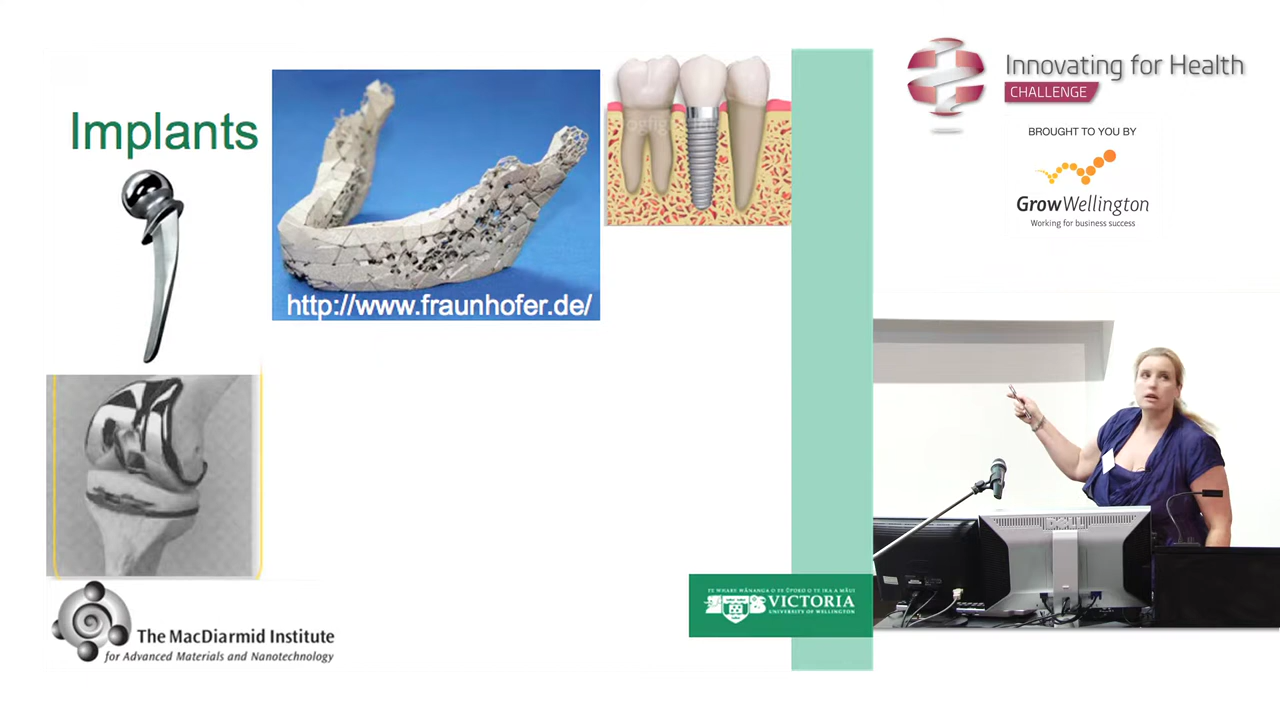 Implants
http://www.fraunhofer.de/
The MacDiarmid Institute
for Advanced Materials and Nanotechnology
TE WHARE WĀNANGA O TE ŪPOKO O TE IKA A MĀUI
VICTORIA
UNIVERSITY OF WELLINGTON
Innovating for Health
CHALLENGE
BROUGHT TO YOU BY
GrowWellington
Working for business success